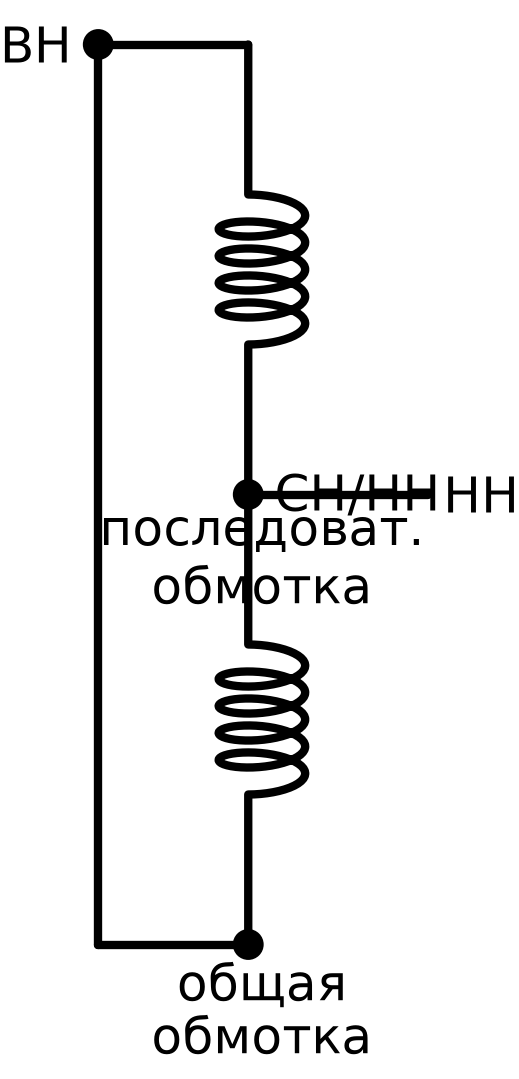 ВН
СН/НН НН
последоват.
обмотка
общая
обмотка